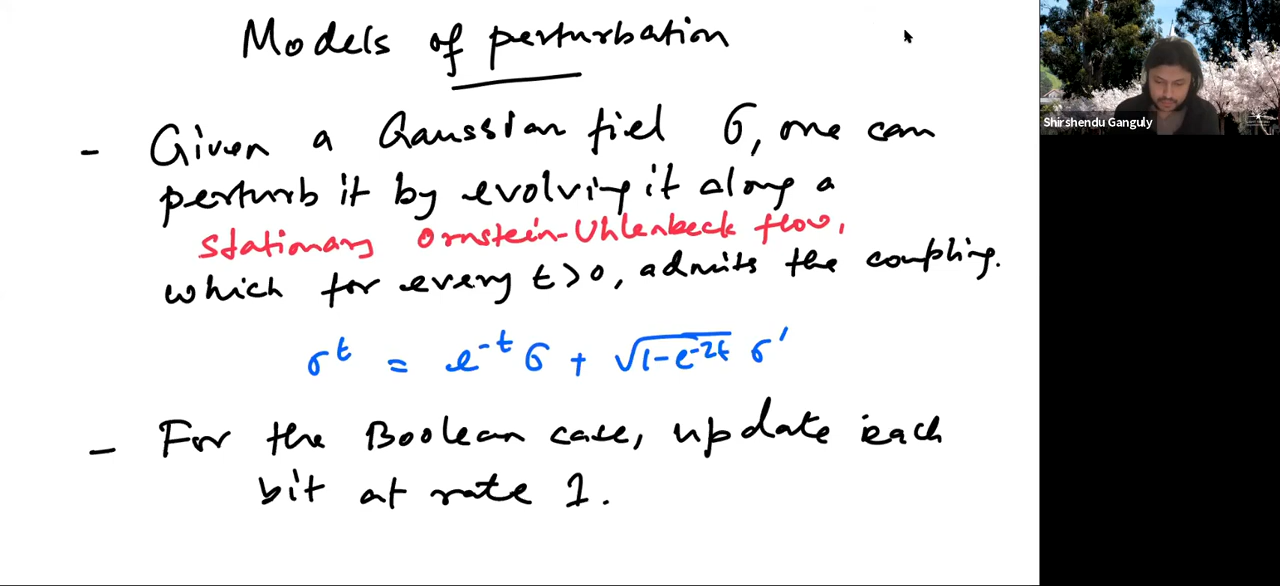 Models of perturbation
- Given a Gaussian fiel σ, one can
perturb it by evolving it along a
stationary Ornstein-Uhlenbeck flow,
which for every t>0, admits the coupling.
σ^t = e^{-t} σ + √(1-e^{-2t}) σ'
- For the Boolean case, update each
bit at rate 1.
Shirshendu Ganguly